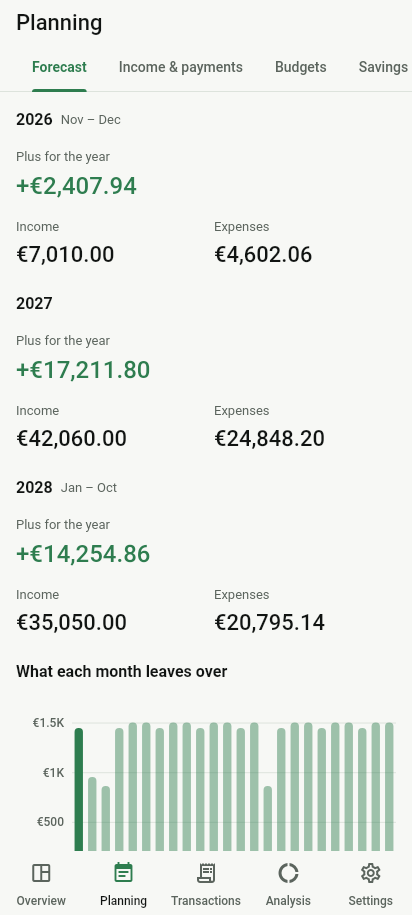 Planning
Forecast Income & payments Budgets Savings
2026 Nov – Dec
Plus for the year
+€2,407.94
Income Expenses
€7,010.00 €4,602.06
2027
Plus for the year
+€17,211.80
Income Expenses
€42,060.00 €24,848.20
2028 Jan – Oct
Plus for the year
+€14,254.86
Income Expenses
€35,050.00 €20,795.14
What each month leaves over
€1.5K
€1K
€500
Overview Planning Transactions Analysis Settings